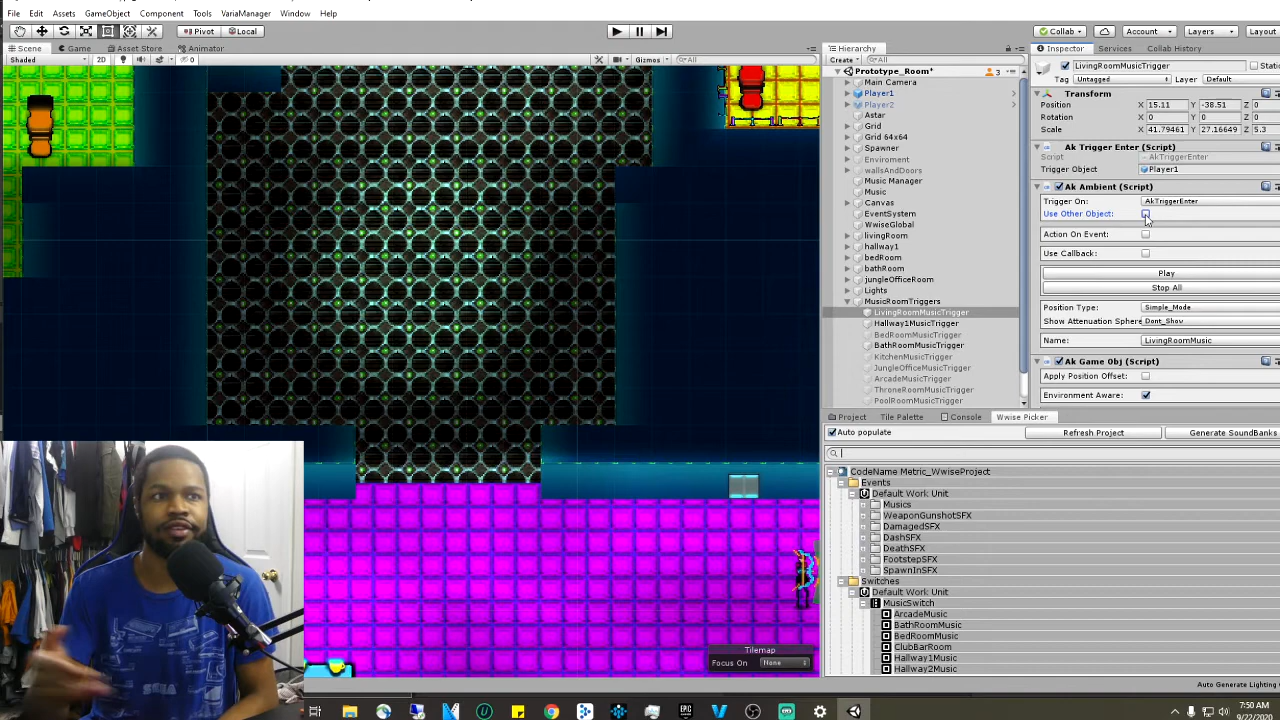 File Edit Assets GameObject Component Tools VariaManager Window Help
Pivot Local Collab Account Layers Layout
Scene Game Asset Store Animator
Shaded 2D 0 Gizmos All
Hierarchy
Create All
Prototype_Room* 3
Main Camera
Player1
Player2
Astar
Grid
Grid 64x64
Spawner
Enviroment
wallsAndDoors
Music Manager
Music
Canvas
EventSystem
WwiseGlobal
livingRoom
hallway1
bedRoom
bathRoom
jungleOfficeRoom
Lights
MusicRoomTriggers
LivingRoomMusicTrigger
Hallway1MusicTrigger
BedRoomMusicTrigger
BathRoomMusicTrigger
KitchenMusicTrigger
JungleOfficeMusicTrigger
ArcadeMusicTrigger
ThroneRoomMusicTrigger
PoolRoomMusicTrigger
Inspector Services Collab History
LivingRoomMusicTrigger Static
Tag Untagged Layer Default
Transform
Position X 15.11 Y -38.51 Z 0
Rotation X 0 Y 0 Z 0
Scale X 41.79461 Y 27.16649 Z 5.3
Ak Trigger Enter (Script)
Script AkTriggerEnter
Trigger Object Player1
Ak Ambient (Script)
Trigger On: AkTriggerEnter
Use Other Object:
Action On Event:
Use Callback:
Play
Stop All
Position Type: Simple_Mode
Show Attenuation Sphere Dont_Show
Name: LivingRoomMusic
Ak Game Obj (Script)
Apply Position Offset:
Environment Aware:
Project Tile Palette Console Wwise Picker
Auto populate Refresh Project Generate SoundBanks
CodeName Metric_WwiseProject
Events
Default Work Unit
Musics
WeaponGunshotSFX
DamagedSFX
DashSFX
DeathSFX
FootstepSFX
SpawnInSFX
Switches
Default Work Unit
MusicSwitch
ArcadeMusic
BathRoomMusic
BedRoomMusic
ClubBarRoom
Hallway1Music
Hallway2Music
Tilemap
Focus On None
Auto Generate Lighting
EPIC
7:30 AM